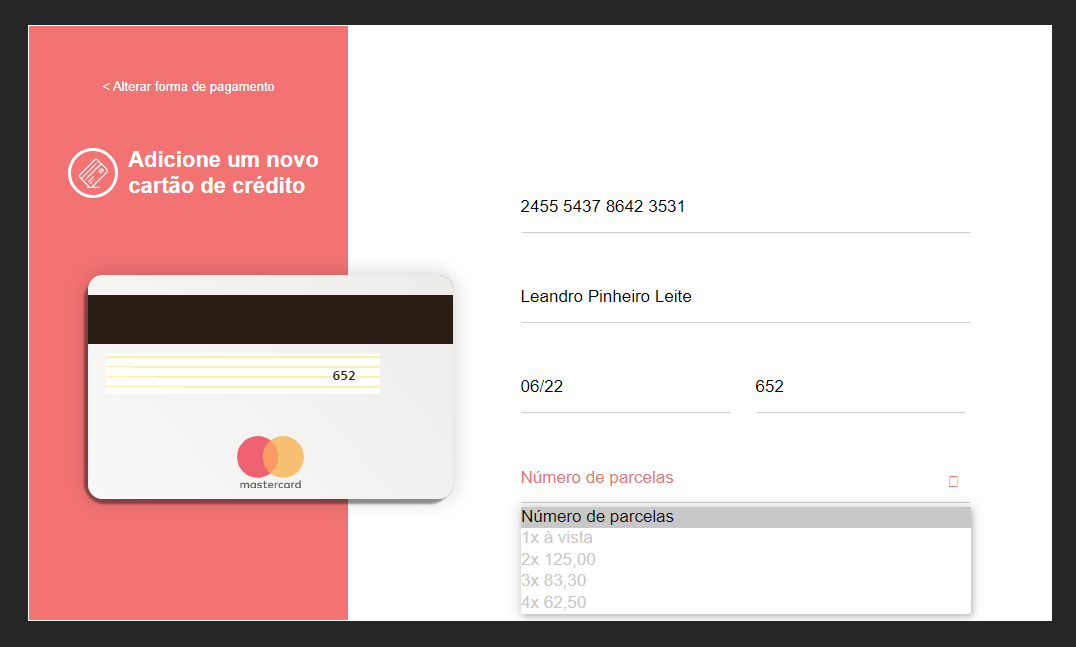 < Alterar forma de pagamento
Adicione um novo
cartão de crédito
652
mastercard
2455 5437 8642 3531
Leandro Pinheiro Leite
06/22
652
Número de parcelas
Número de parcelas
1x à vista
2x 125,00
3x 83,30
4x 62,50